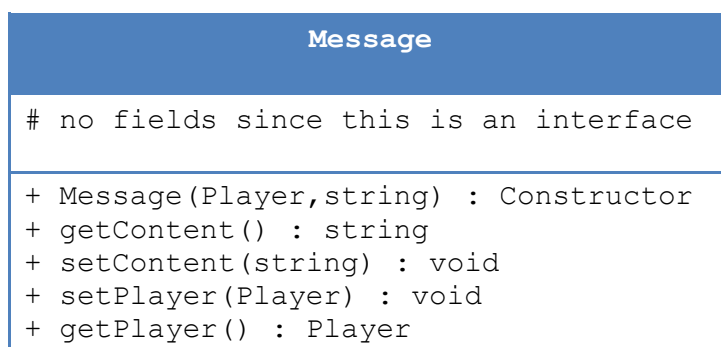 Message
# no fields since this is an interface
+ Message(Player,string) : Constructor
+ getContent() : string
+ setContent(string) : void
+ setPlayer(Player) : void
+ getPlayer() : Player